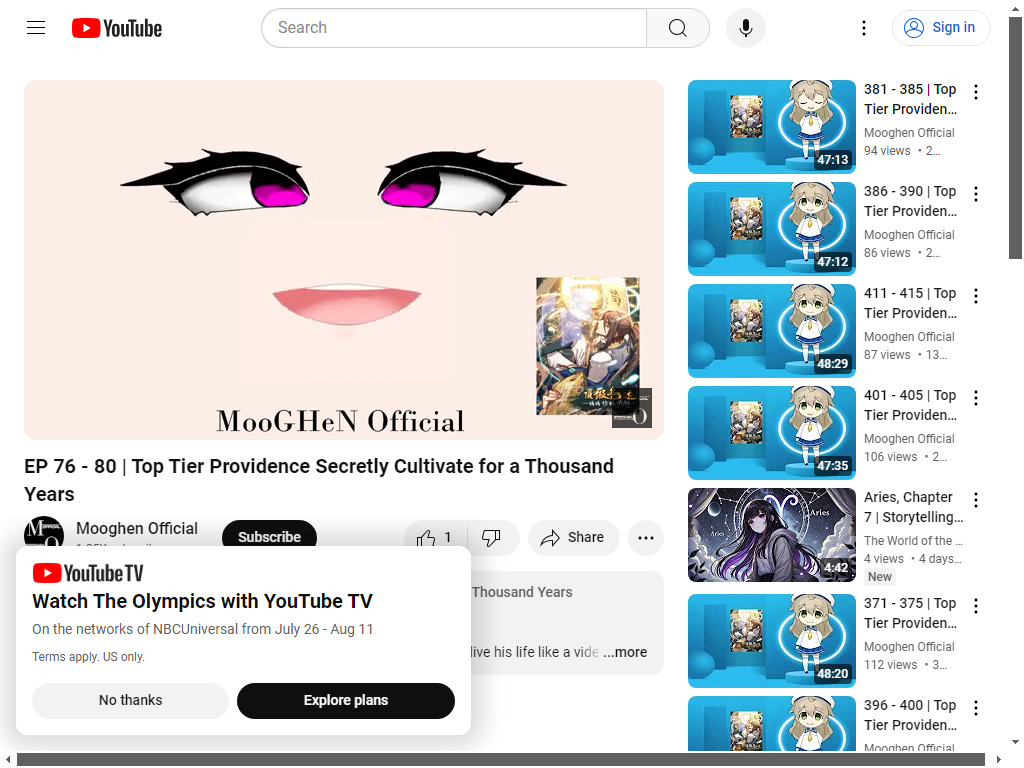 YouTube
Search
Sign in
MooGHeN Official
EP 76 - 80 | Top Tier Providence Secretly Cultivate for a Thousand
Years
Mooghen Official
Subscribe
1
Share
Thousand Years
live his life like a vide ...more
YouTube TV
Watch The Olympics with YouTube TV
On the networks of NBCUniversal from July 26 - Aug 11
Terms apply. US only.
No thanks
Explore plans
47:13
381 - 385 | Top
Tier Providen…
Mooghen Official
94 views • 2…
47:12
386 - 390 | Top
Tier Providen…
Mooghen Official
86 views • 2…
48:29
411 - 415 | Top
Tier Providen…
Mooghen Official
87 views • 13…
47:35
401 - 405 | Top
Tier Providen…
Mooghen Official
106 views • 2…
Aries
Aries
4:42
Aries, Chapter
7 | Storytelling…
The World of the …
4 views • 4 days…
New
48:20
371 - 375 | Top
Tier Providen…
Mooghen Official
112 views • 3…
396 - 400 | Top
Tier Providen…
Mooghen Official